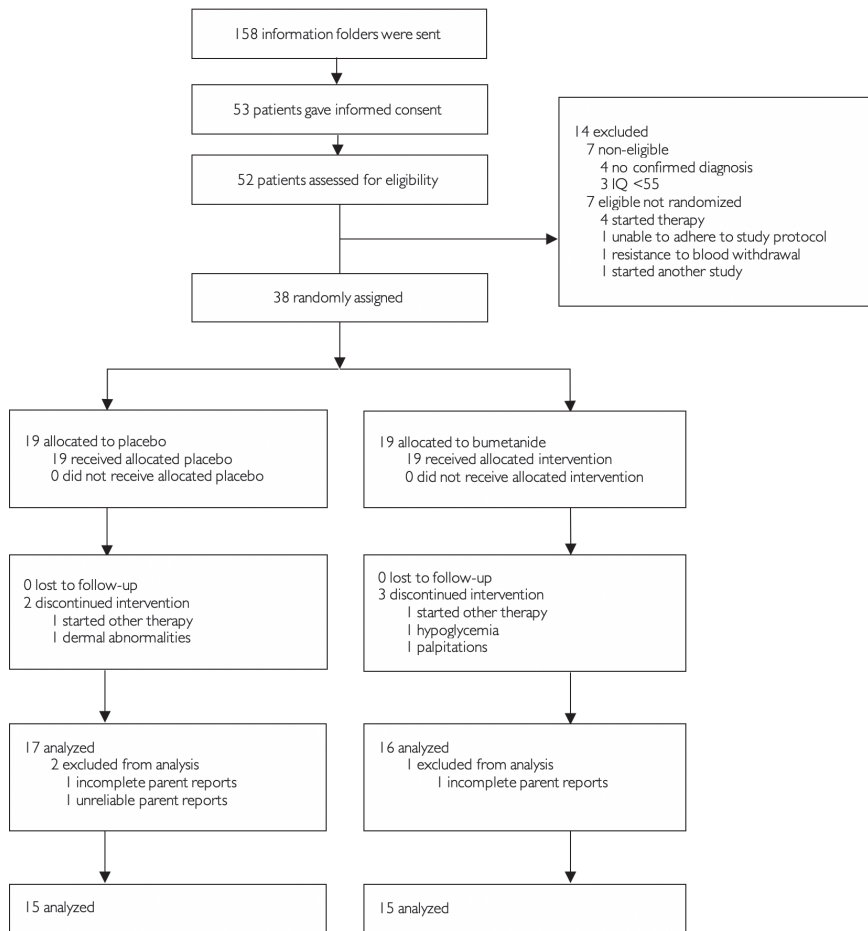 158 information folders were sent
53 patients gave informed consent
52 patients assessed for eligibility
14 excluded
7 non-eligible
4 no confirmed diagnosis
3 IQ <55
7 eligible not randomized
4 started therapy
1 unable to adhere to study protocol
1 resistance to blood withdrawal
1 started another study
38 randomly assigned
19 allocated to placebo
19 received allocated placebo
0 did not receive allocated placebo
19 allocated to bumetanide
19 received allocated intervention
0 did not receive allocated intervention
0 lost to follow-up
2 discontinued intervention
1 started other therapy
1 dermal abnormalities
0 lost to follow-up
3 discontinued intervention
1 started other therapy
1 hypoglycemia
1 palpitations
17 analyzed
2 excluded from analysis
1 incomplete parent reports
1 unreliable parent reports
16 analyzed
1 excluded from analysis
1 incomplete parent reports
15 analyzed
15 analyzed